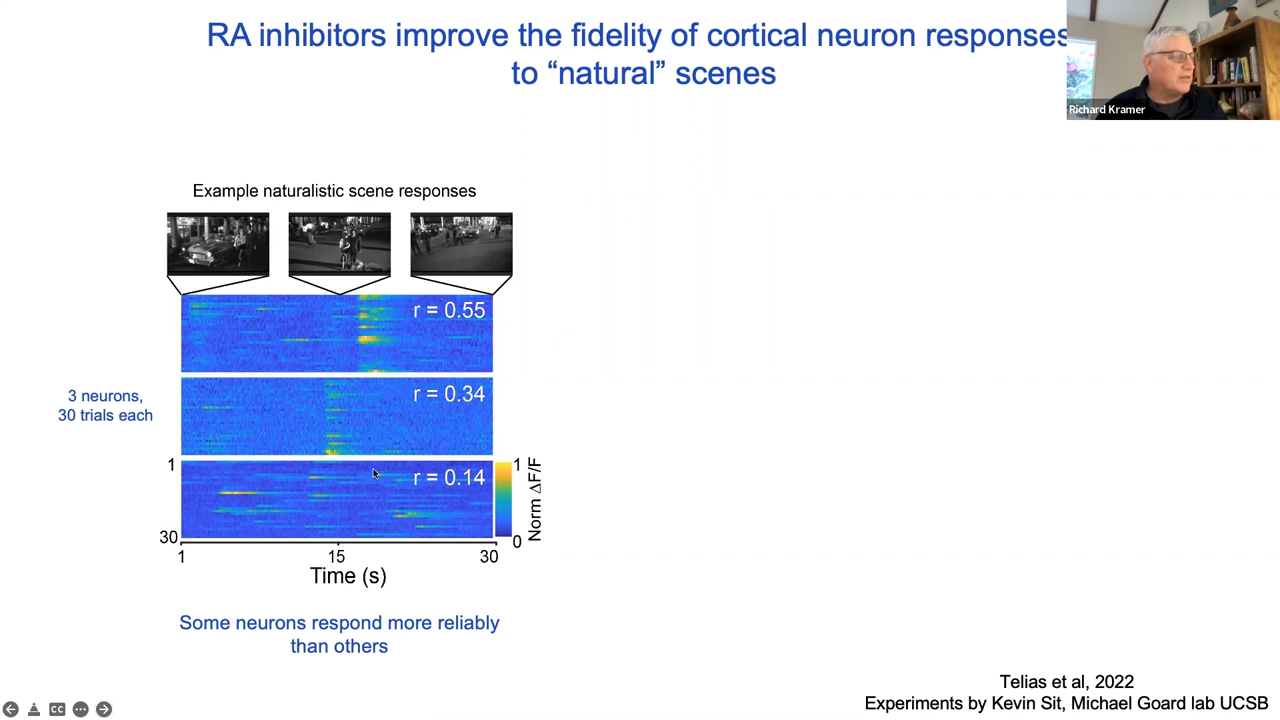 RA inhibitors improve the fidelity of cortical neuron responses
to “natural” scenes
Richard Kramer
Example naturalistic scene responses
r = 0.55
3 neurons,
30 trials each
r = 0.34
1
r = 0.14
30
1
0
Norm ΔF/F
1
15
30
Time (s)
Some neurons respond more reliably
than others
Telias et al, 2022
Experiments by Kevin Sit, Michael Goard lab UCSB
CC